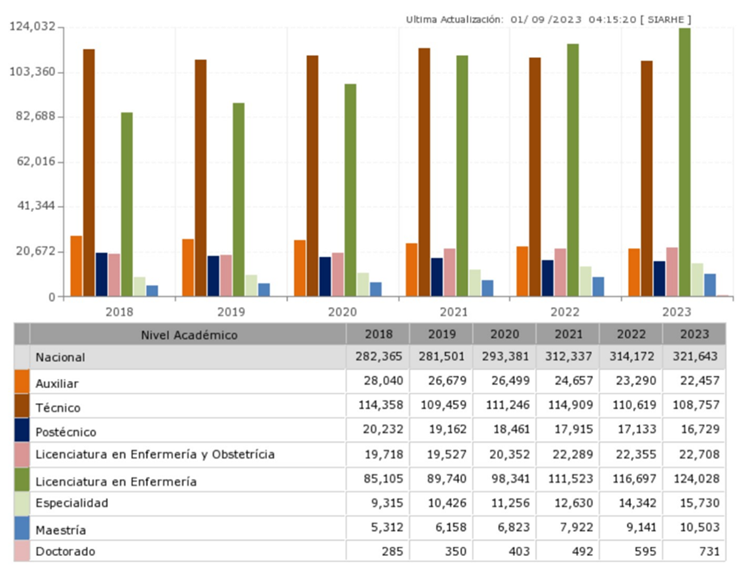 Ultima Actualización: 01/ 09 /2023 04:15:20 [ SIARHE ]
124,032
103,360
82,688
62,016
41,344
20,672
0
2018 2019 2020 2021 2022 2023
Nivel Académico 2018 2019 2020 2021 2022 2023
Nacional 282,365 281,501 293,381 312,337 314,172 321,643
Auxiliar 28,040 26,679 26,499 24,657 23,290 22,457
Técnico 114,358 109,459 111,246 114,909 110,619 108,757
Postécnico 20,232 19,162 18,461 17,915 17,133 16,729
Licenciatura en Enfermería y Obstetrícia 19,718 19,527 20,352 22,289 22,355 22,708
Licenciatura en Enfermería 85,105 89,740 98,341 111,523 116,697 124,028
Especialidad 9,315 10,426 11,256 12,630 14,342 15,730
Maestría 5,312 6,158 6,823 7,922 9,141 10,503
Doctorado 285 350 403 492 595 731